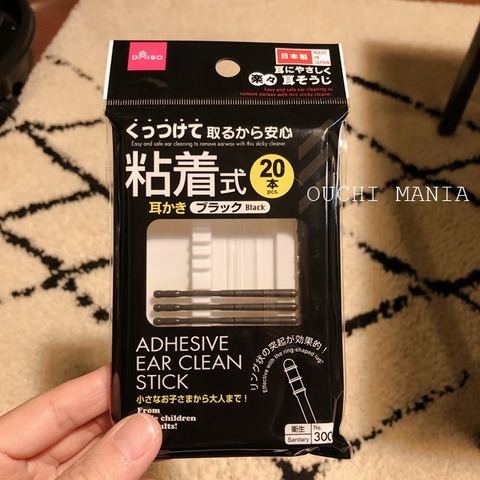 DAISO
日本製
MADE IN JAPAN
耳にやさしく
楽々 耳そうじ
Easy and safe ear cleaning to
remove earwax with this sticky cleaner.
くっつけて取るから安心
Easy and safe ear cleaning to remove earwax with this sticky cleaner.
粘着式
20本
pcs.
耳かき ブラック Black
OUCHI MANIA
ADHESIVE
EAR CLEAN
STICK
小さなお子さまから大人まで!
From
children
リング状の突起が効果的!
Effective with the ring-shaped lug!
衛生
Sanitary
No.
300